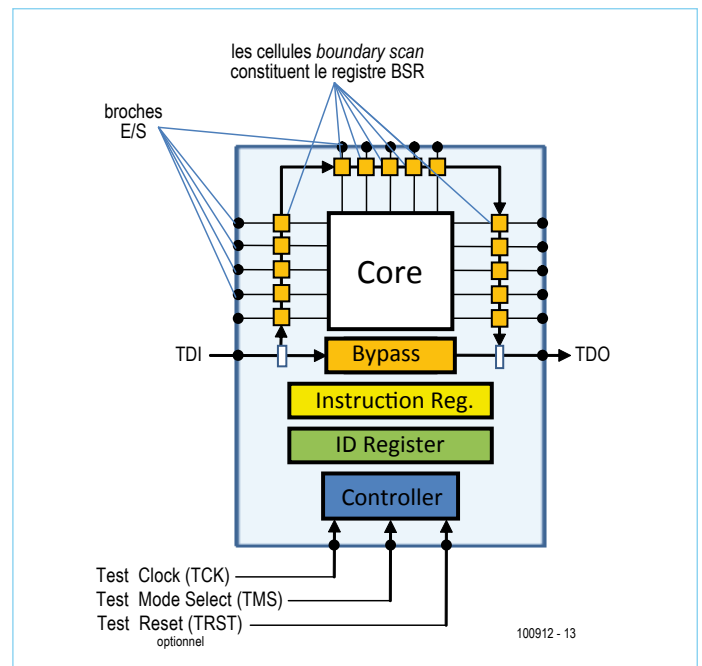 les cellules boundary scan
constituent le registre BSR
broches
E/S
Core
TDI
Bypass
TDO
Instruction Reg.
ID Register
Controller
Test Clock (TCK)
Test Mode Select (TMS)
Test Reset (TRST)
optionnel
100912 - 13